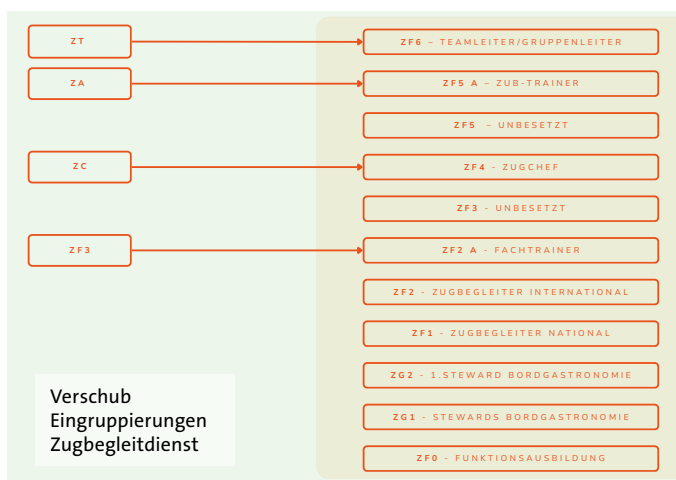 ZT
ZF6 – TEAMLEITER/GRUPPENLEITER
ZA
ZF5 A – ZUB-TRAINER
ZF5 – UNBESETZT
ZC
ZF4 - ZUGCHEF
ZF3 - UNBESETZT
ZF3
ZF2 A - FACHTRAINER
ZF2 - ZUGBEGLEITER INTERNATIONAL
ZF1 - ZUGBEGLEITER NATIONAL
ZG2 - 1.STEWARD BORDGASTRONOMIE
ZG1 - STEWARDS BORDGASTRONOMIE
ZF0 - FUNKTIONSAUSBILDUNG
Verschub
Eingruppierungen
Zugbegleitdienst